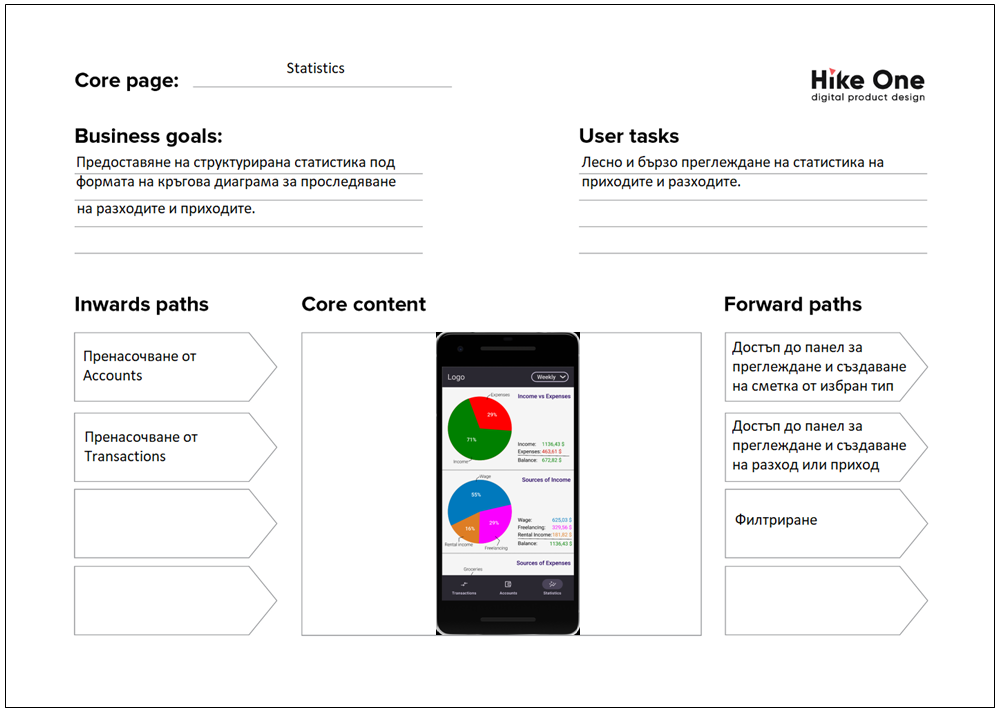 Core page:
Statistics
Hike One
digital product design
Business goals:
Предоставяне на структурирана статистика под
формата на кръгова диаграма за проследяване
на разходите и приходите.
User tasks
Лесно и бързо преглеждане на статистика на
приходите и разходите.
Inwards paths
Пренасочване от
Accounts
Пренасочване от
Transactions
Core content
Logo
Weekly
Income vs Expenses
Expenses
29%
71%
Income
Income: 1136,43 $
Expenses: 463,61 $
Balance: 672,82 $
Sources of Income
Wage
55%
29%
16%
Rental Income
Freelancing
Wage: 625,03 $
Freelancing: 329,56 $
Rental Income: 181,82 $
Balance: 1136,43 $
Sources of Expenses
Groceries
Transactions
Accounts
Statistics
Forward paths
Достъп до панел за
преглеждане и създаване
на сметка от избран тип
Достъп до панел за
преглеждане и създаване
на разход или приход
Филтриране